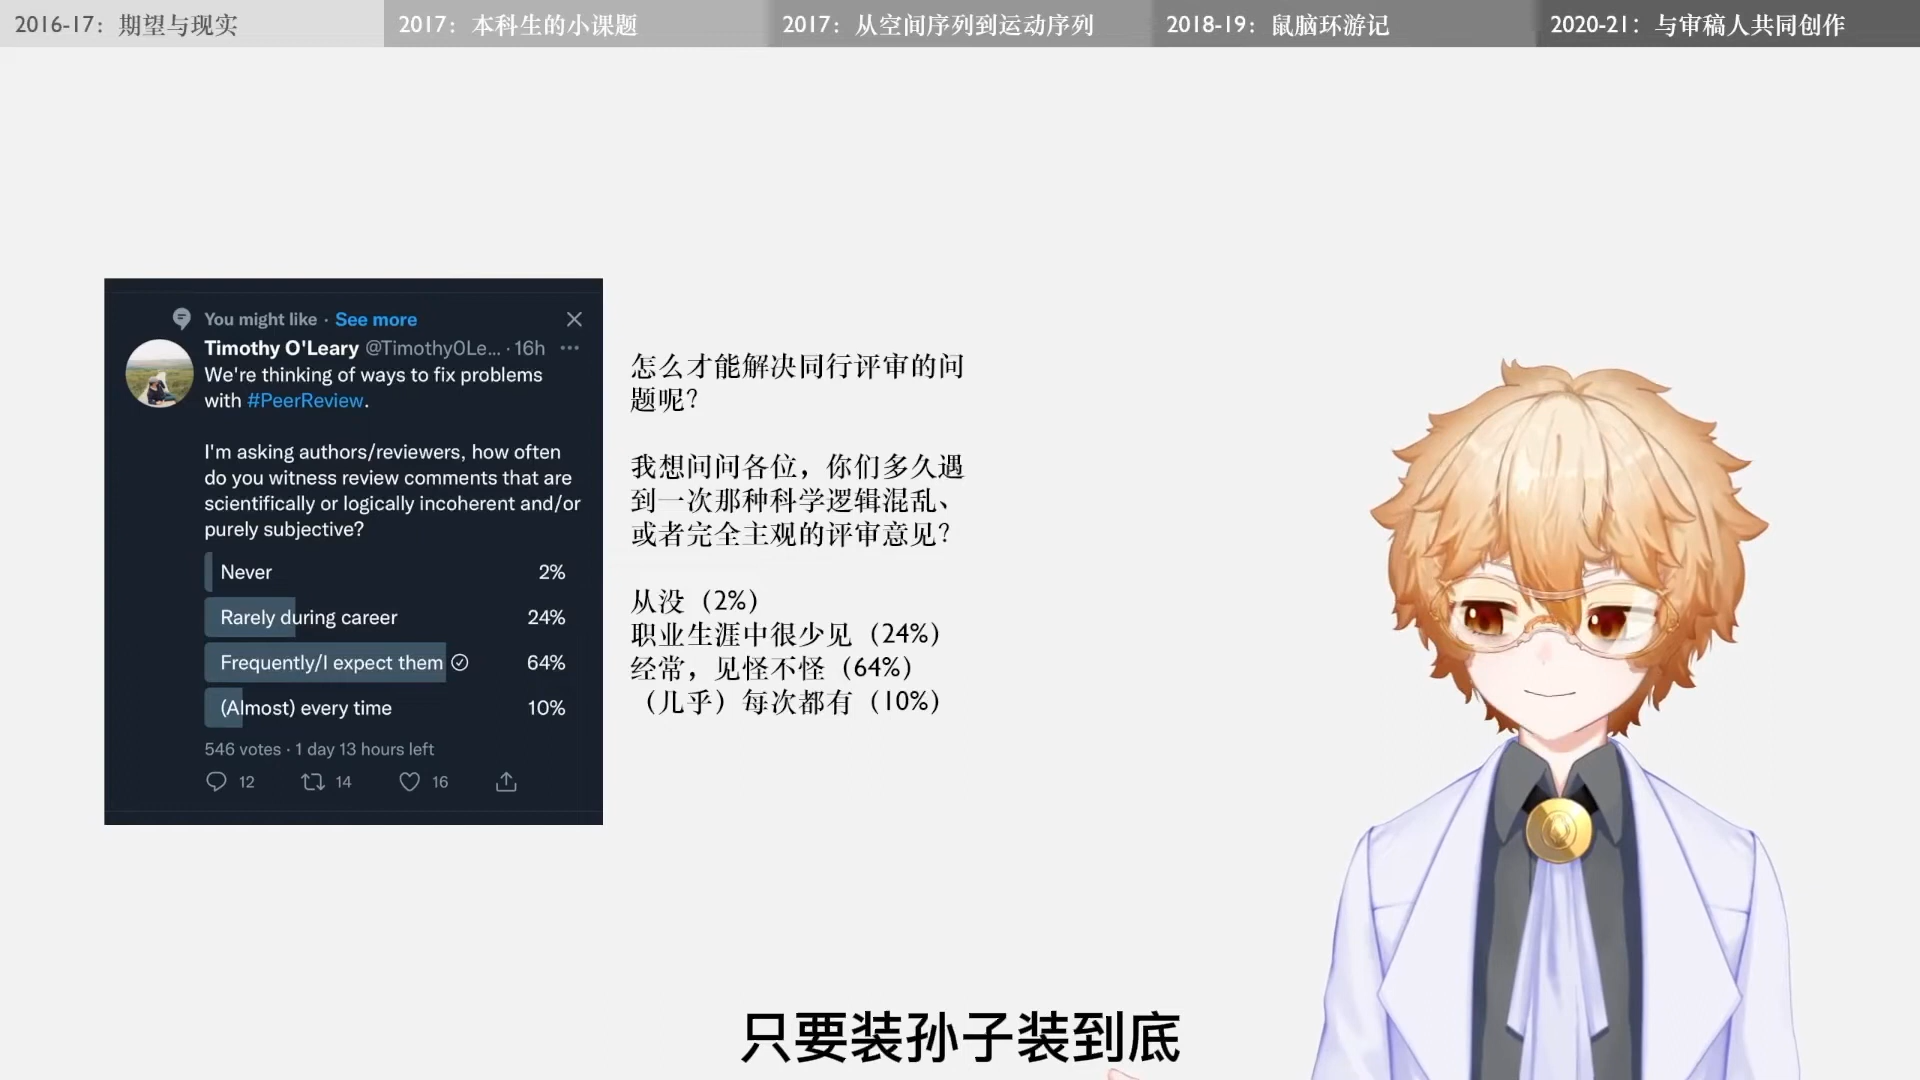 2016-17：期望与现实
2017：本科生的小课题
2017：从空间序列到运动序列
2018-19：鼠脑环游记
2020-21：与审稿人共同创作
You might like · See more
Timothy O'Leary @TimothyOLe... · 16h
We're thinking of ways to fix problems
with #PeerReview.
I'm asking authors/reviewers, how often
do you witness review comments that are
scientifically or logically incoherent and/or
purely subjective?
Never 2%
Rarely during career 24%
Frequently/I expect them 64%
(Almost) every time 10%
546 votes · 1 day 13 hours left
12 14 16
怎么才能解决同行评审的问
题呢？
我想问问各位，你们多久遇
到一次那种科学逻辑混乱、
或者完全主观的评审意见？
从没（2%）
职业生涯中很少见（24%）
经常，见怪不怪（64%）
（几乎）每次都有（10%）
只要装孙子装到底